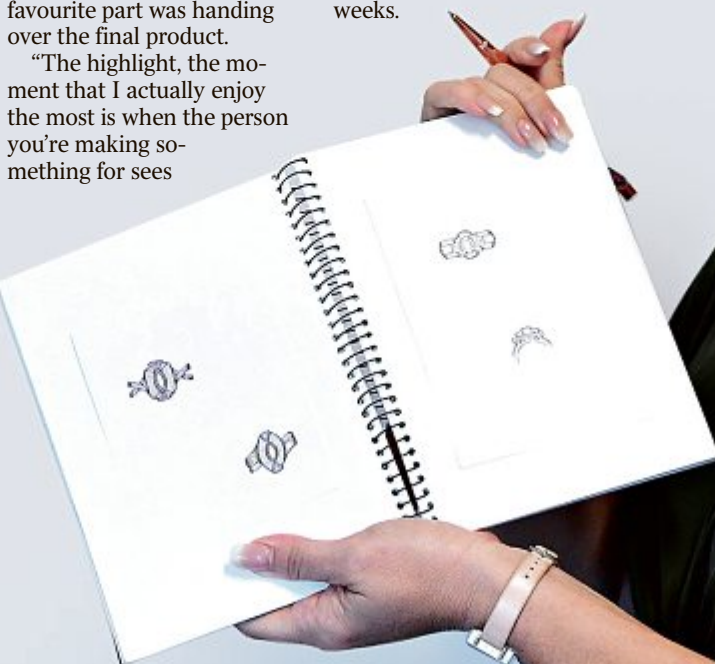 favourite part was handing
over the final product.
“The highlight, the mo-
ment that I actually enjoy
the most is when the person
you’re making so-
mething for sees
weeks.